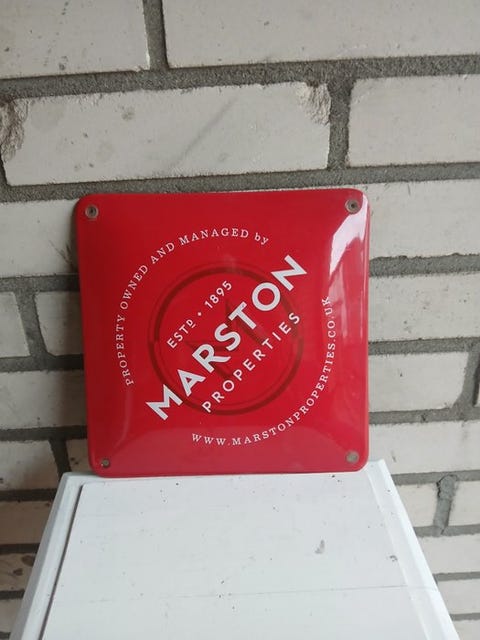 PROPERTY OWNED AND MANAGED by
ESTD • 1895
MARSTON
PROPERTIES
WWW.MARSTONPROPERTIES.CO.UK